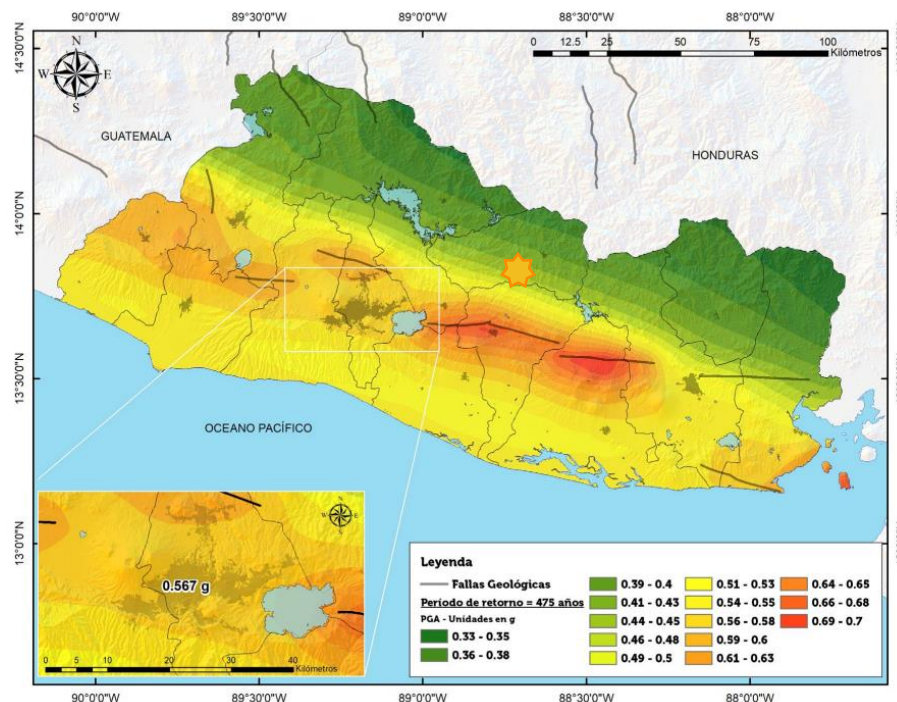 90°0'0"W 89°30'0"W 89°0'0"W 88°30'0"W 88°0'0"W
14°30'0"N
N
W E
S
0 12.5 25 50 75 100
Kilómetros
GUATEMALA
HONDURAS
14°0'0"N
13°30'0"N
OCEANO PACÍFICO
13°0'0"N
N
W E
S
0.567 g
0 5 10 20 30 40
Kilómetros
Leyenda
Fallas Geológicas
Período de retorno = 475 años
PGA - Unidades en g
0.33 - 0.35
0.36 - 0.38
0.39 - 0.4
0.41 - 0.43
0.44 - 0.45
0.46 - 0.48
0.49 - 0.5
0.51 - 0.53
0.54 - 0.55
0.56 - 0.58
0.59 - 0.6
0.61 - 0.63
0.64 - 0.65
0.66 - 0.68
0.69 - 0.7
90°0'0"W 89°30'0"W 89°0'0"W 88°30'0"W 88°0'0"W